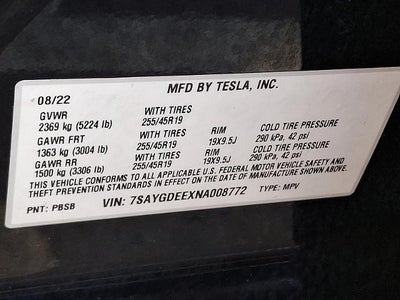 MFD BY TESLA, INC.
08/22
GVWR WITH TIRES
2369 kg (5224 lb) 255/45R19 RIM COLD TIRE PRESSURE
GAWR FRT WITH TIRES 19X9.5J 290 kPa, 42 psi
1363 kg (3004 lb) 255/45R19 RIM COLD TIRE PRESSURE
GAWR RR WITH TIRES 19X9.5J 290 kPa, 42 psi
1500 kg (3306 lb) 255/45R19
THIS VEHICLE CONFORMS TO ALL APPLICABLE U.S. FEDERAL MOTOR VEHICLE SAFETY AND
THEFT PREVENTION STANDARDS IN EFFECT ON THE DATE OF MANUFACTURE SHOWN ABOVE.
PNT: PBSB VIN: 7SAYGDEEXNA008772 TYPE: MPV